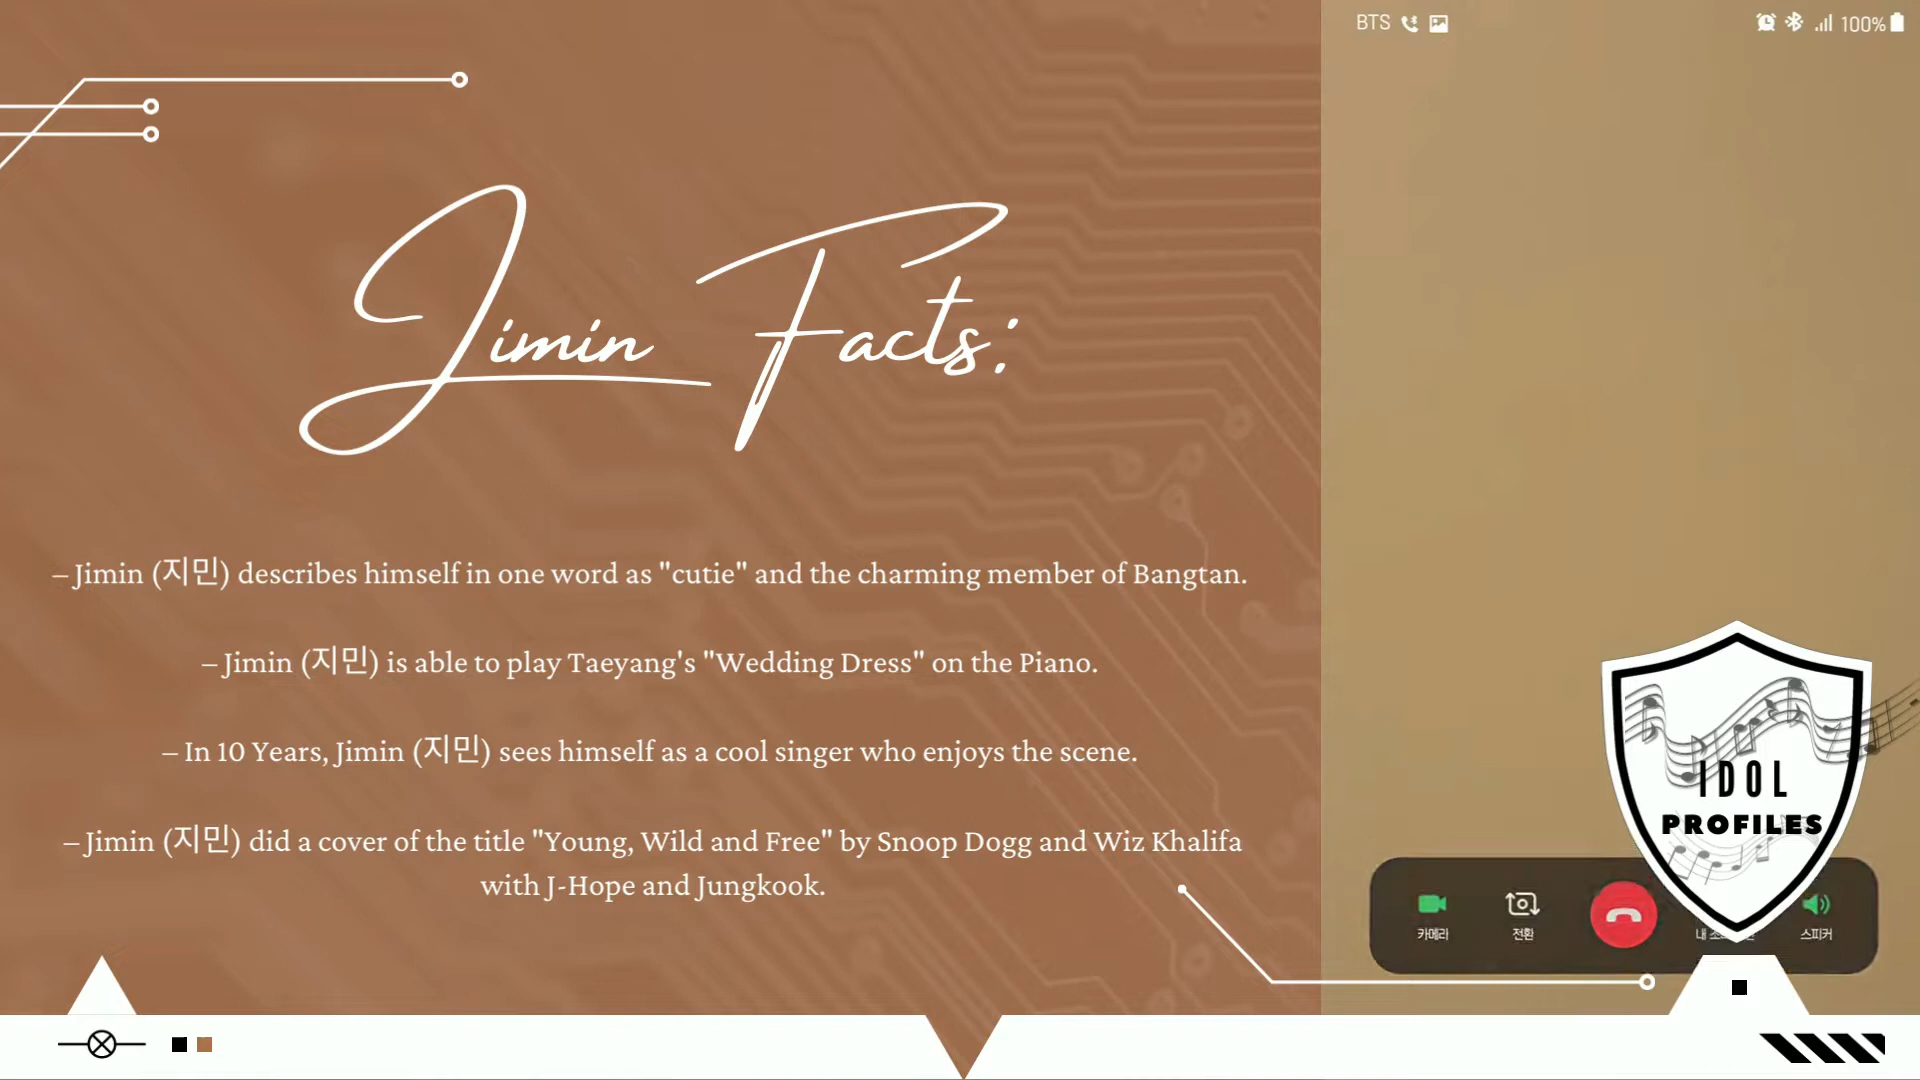 BTS
100%
Jimin Facts:
– Jimin (지민) describes himself in one word as "cutie" and the charming member of Bangtan.
– Jimin (지민) is able to play Taeyang's "Wedding Dress" on the Piano.
– In 10 Years, Jimin (지민) sees himself as a cool singer who enjoys the scene.
– Jimin (지민) did a cover of the title "Young, Wild and Free" by Snoop Dogg and Wiz Khalifa
with J-Hope and Jungkook.
IDOL
PROFILES
카메라
전환
내
스피커